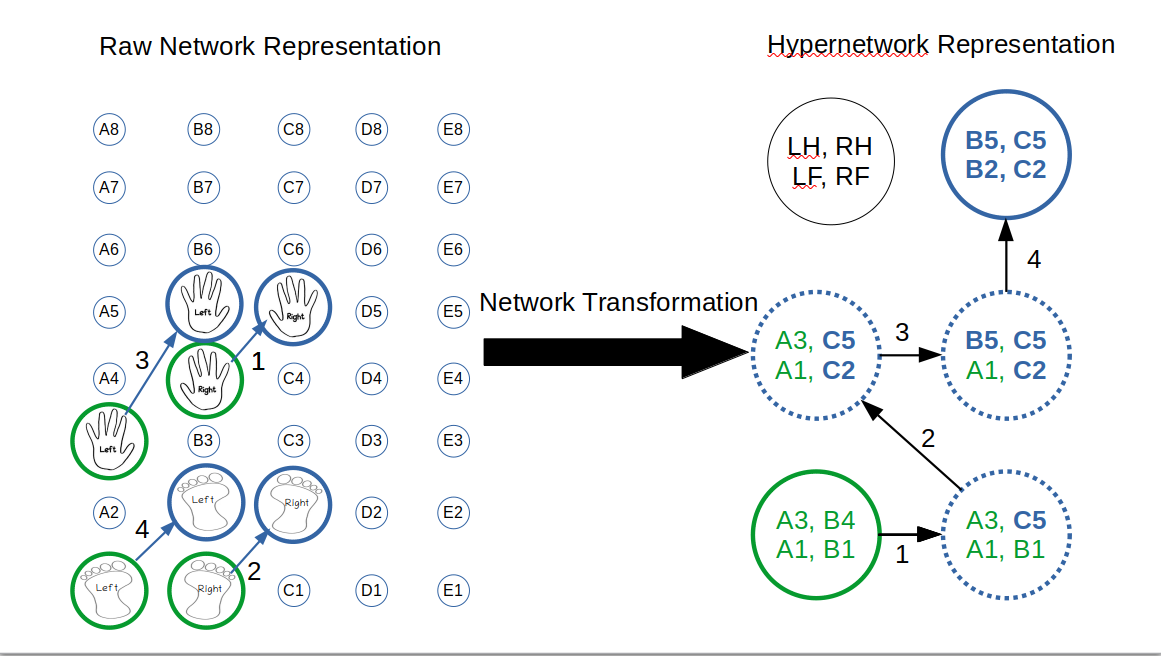 Raw Network Representation
Hypernetwork Representation
A8 B8 C8 D8 E8
A7 B7 C7 D7 E7
A6 B6 C6 D6 E6
A5 Left Right D5 E5
3 1
A4 Right C4 D4 E4
Left B3 C3 D3 E3
A2 Left Right D2 E2
4 2
Left Right C1 D1 E1
Network Transformation
LH, RH
LF, RF
B5, C5
B2, C2
4
A3, C5
A1, C2
3
B5, C5
A1, C2
2
A3, B4
A1, B1
1
A3, C5
A1, B1